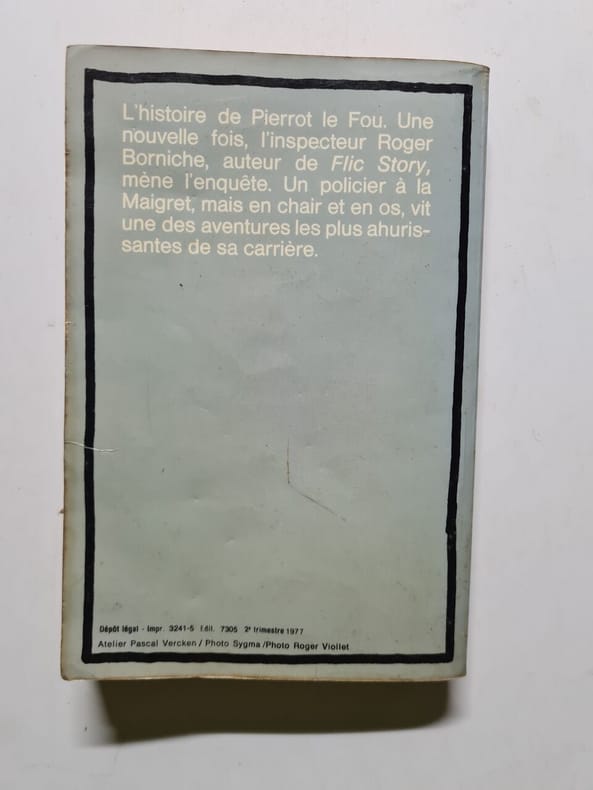 L'histoire de Pierrot le Fou. Une
nouvelle fois, l'inspecteur Roger
Borniche, auteur de Flic Story,
mène l'enquête. Un policier à la
Maigret, mais en chair et en os, vit
une des aventures les plus ahuris-
santes de sa carrière.
Dépôt légal - Impr. 3241-5 Édit. 7305 2e trimestre 1977
Atelier Pascal Vercken / Photo Sygma / Photo Roger Viollet